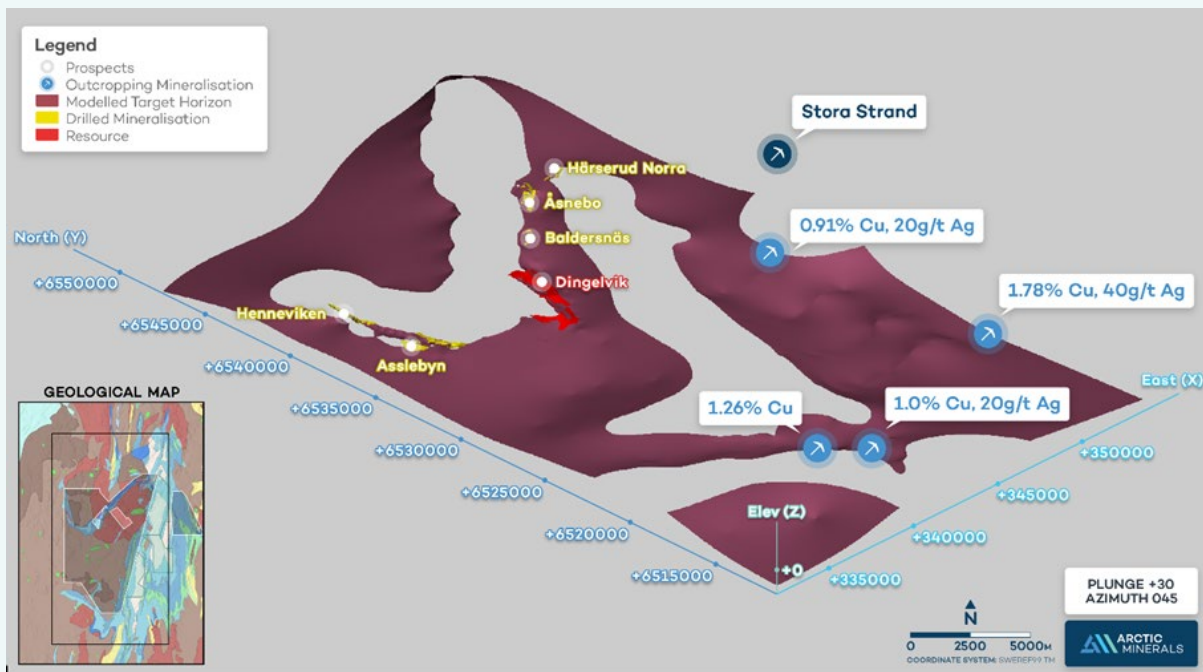 Legend
Prospects
Outcropping Mineralisation
Modelled Target Horizon
Drilled Mineralisation
Resource
Stora Strand
Härserud Norra
Åsnebo
0.91% Cu, 20g/t Ag
North (Y)
Baldersnäs
+6550000
Dingelvik
1.78% Cu, 40g/t Ag
+6545000
Henneviken
+6540000
Asslebyn
East (X)
GEOLOGICAL MAP
+6535000
1.26% Cu
1.0% Cu, 20g/t Ag
+6530000
+350000
+6525000
+345000
Elev (Z)
+6520000
+340000
+6515000
+0
+335000
PLUNGE +30
AZIMUTH 045
N
0 2500 5000M
COORDINATE SYSTEM: SWEREF99 TM
ARCTIC
MINERALS